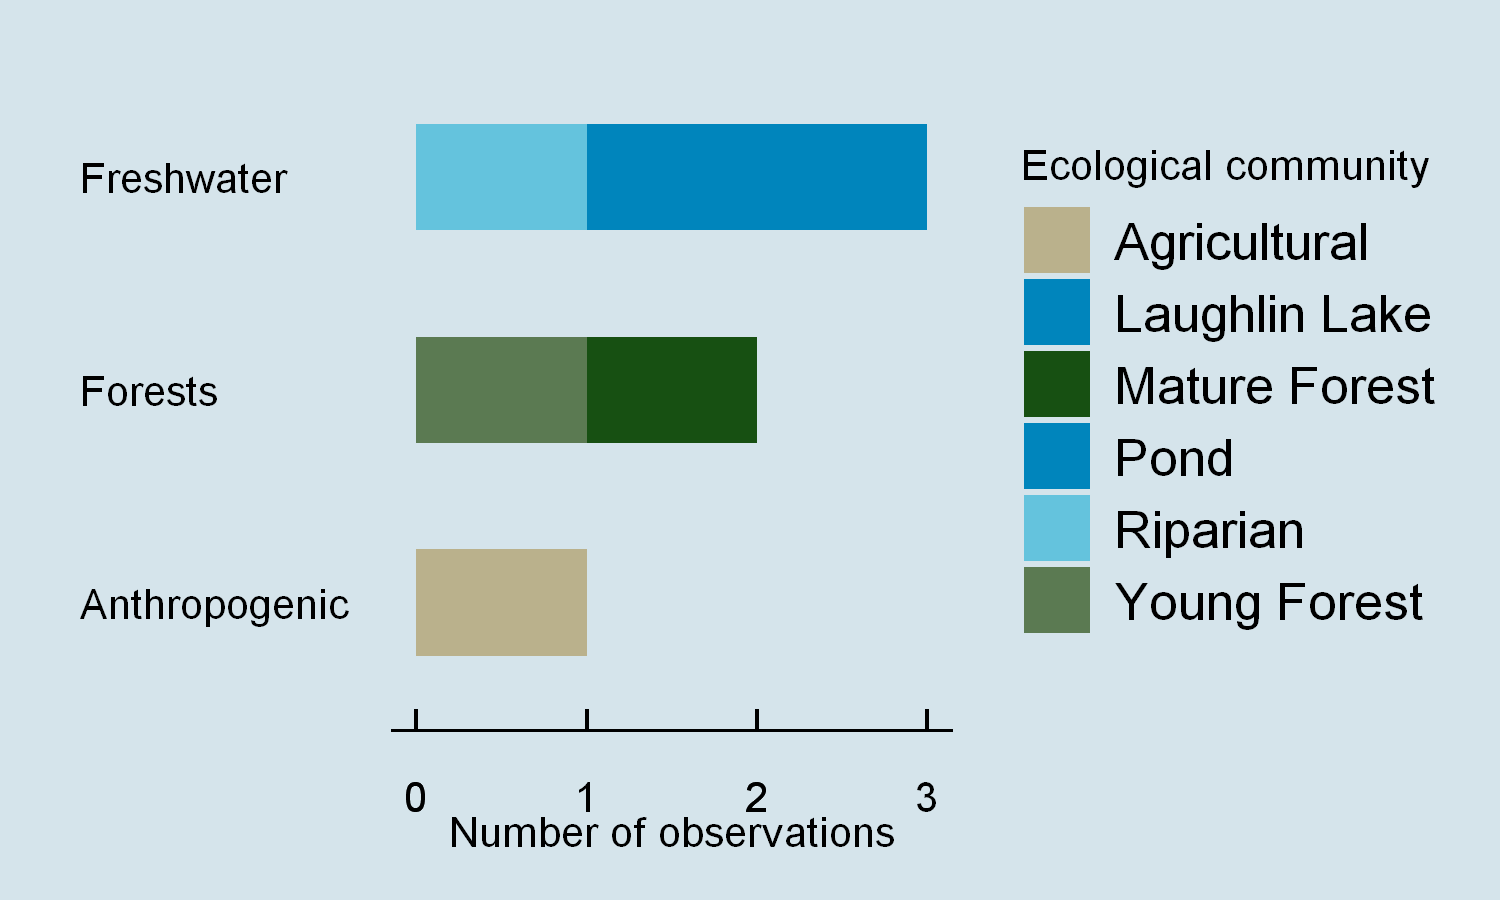 Freshwater
Forests
Anthropogenic
0 1 2 3
Number of observations
Ecological community
Agricultural
Laughlin Lake
Mature Forest
Pond
Riparian
Young Forest